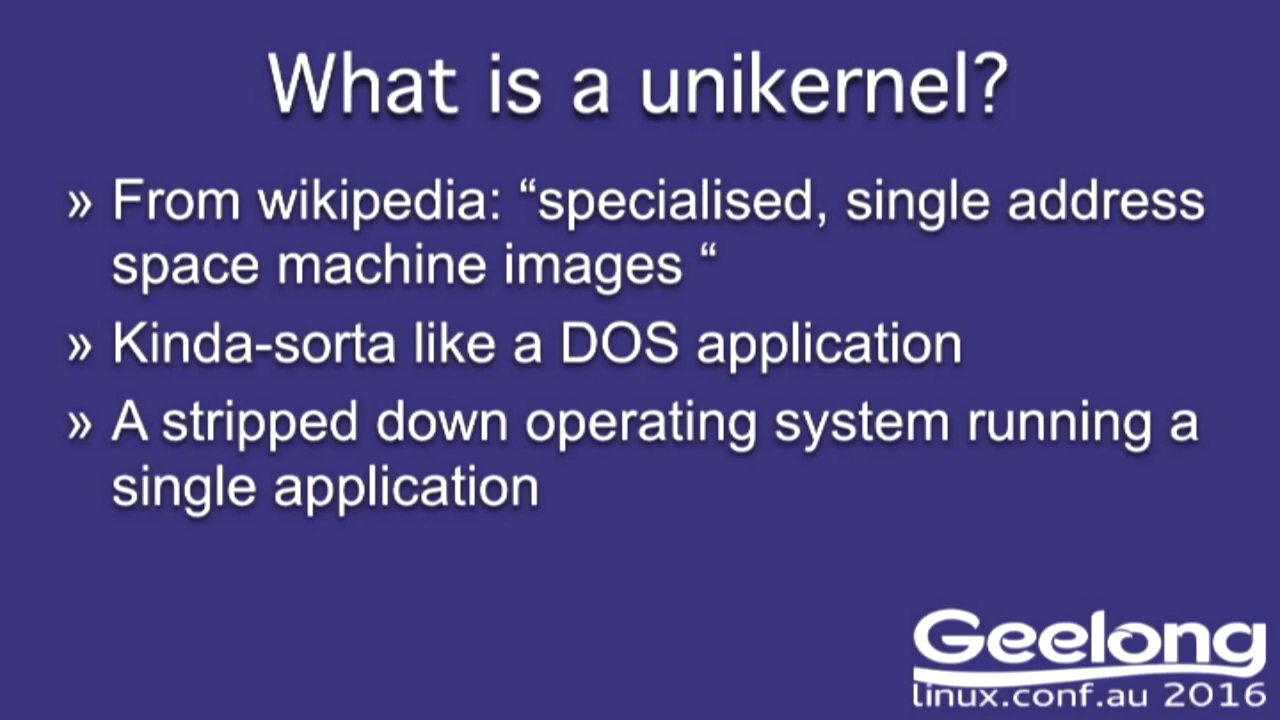 What is a unikernel?
» From wikipedia: “specialised, single address
space machine images “
» Kinda-sorta like a DOS application
» A stripped down operating system running a
single application
Geelong
linux.conf.au 2016